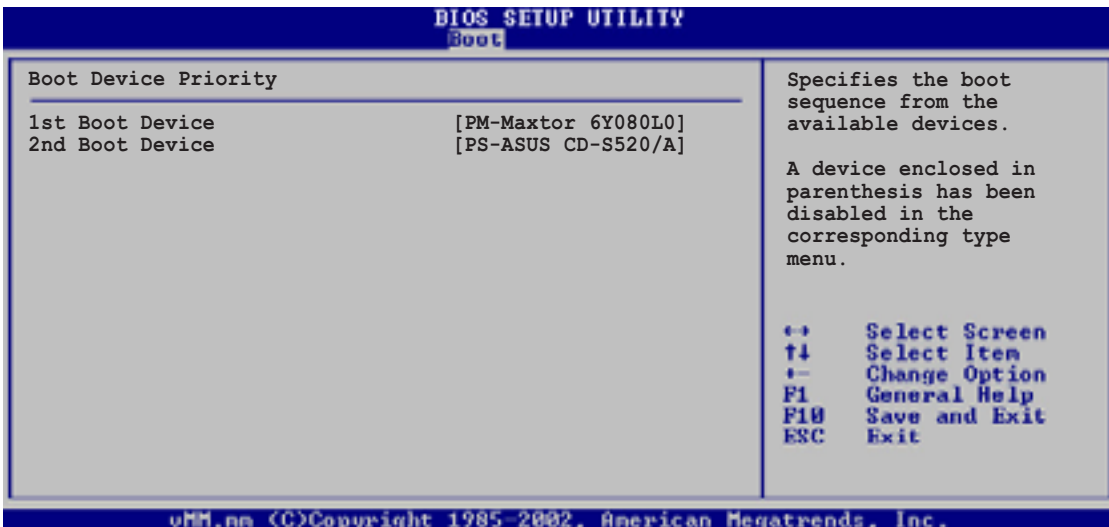 BIOS SETUP UTILITY
Boot
Boot Device Priority
1st Boot Device [PM-Maxtor 6Y080L0]
2nd Boot Device [PS-ASUS CD-S520/A]
Specifies the boot
sequence from the
available devices.
A device enclosed in
parenthesis has been
disabled in the
corresponding type
menu.
←→ Select Screen
↑↓ Select Item
+- Change Option
F1 General Help
F10 Save and Exit
ESC Exit
vMM.mm (C)Copyright 1985-2002, American Megatrends, Inc.